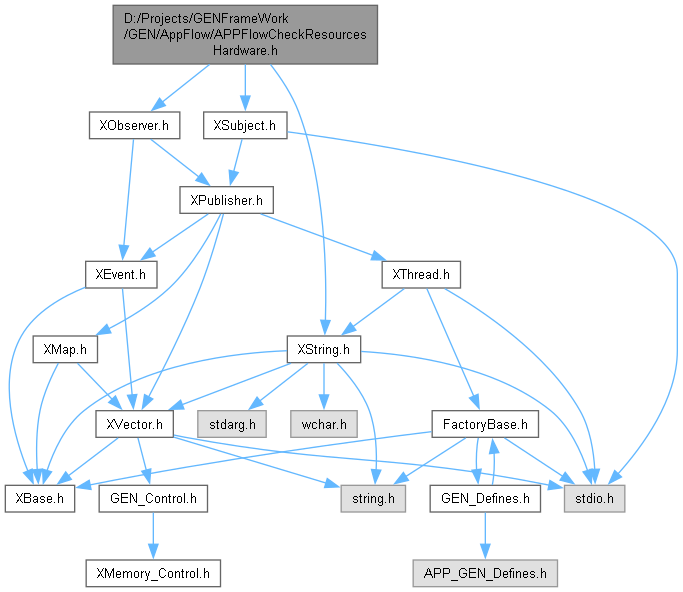 D:/Projects/GENFrameWork
/GEN/AppFlow/APPFlowCheckResources
Hardware.h
XObserver.h
XSubject.h
XPublisher.h
XEvent.h
XThread.h
XMap.h
XString.h
XVector.h
stdarg.h
wchar.h
FactoryBase.h
XBase.h
GEN_Control.h
string.h
GEN_Defines.h
stdio.h
XMemory_Control.h
APP_GEN_Defines.h